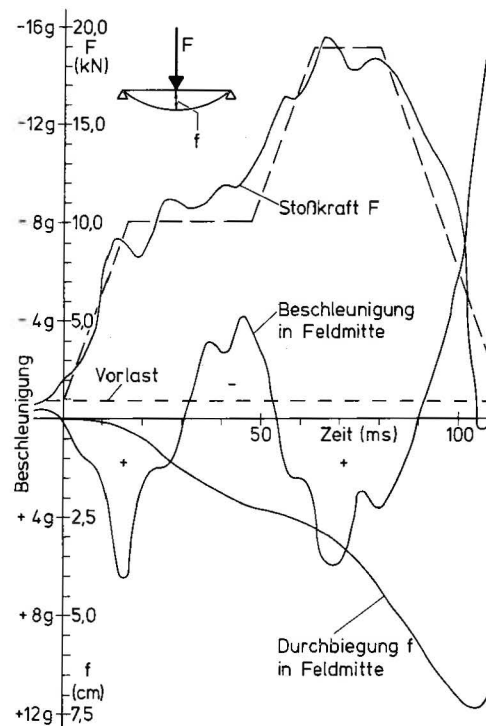 -16g
20,0
F
(kN)
F
f
-12g
15,0
Stoßkraft F
-8g
10,0
Beschleunigung
in Feldmitte
-4g
5,0
Vorlast
-
50
Zeit (ms)
100
Beschleunigung
+
+
+4g
2,5
+8g
5,0
Durchbiegung f
in Feldmitte
f
(cm)
+12g
7,5